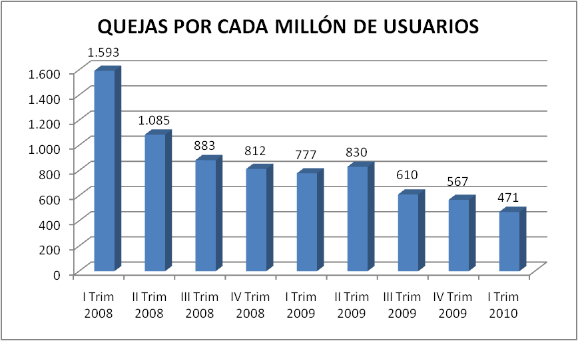 QUEJAS POR CADA MILLÓN DE USUARIOS
1.593
1.085
883
812
777
830
610
567
471
1.600
1.400
1.200
1.000
800
600
400
200
0
I Trim
2008
II Trim
2008
III Trim
2008
IV Trim
2008
I Trim
2009
II Trim
2009
III Trim
2009
IV Trim
2009
I Trim
2010